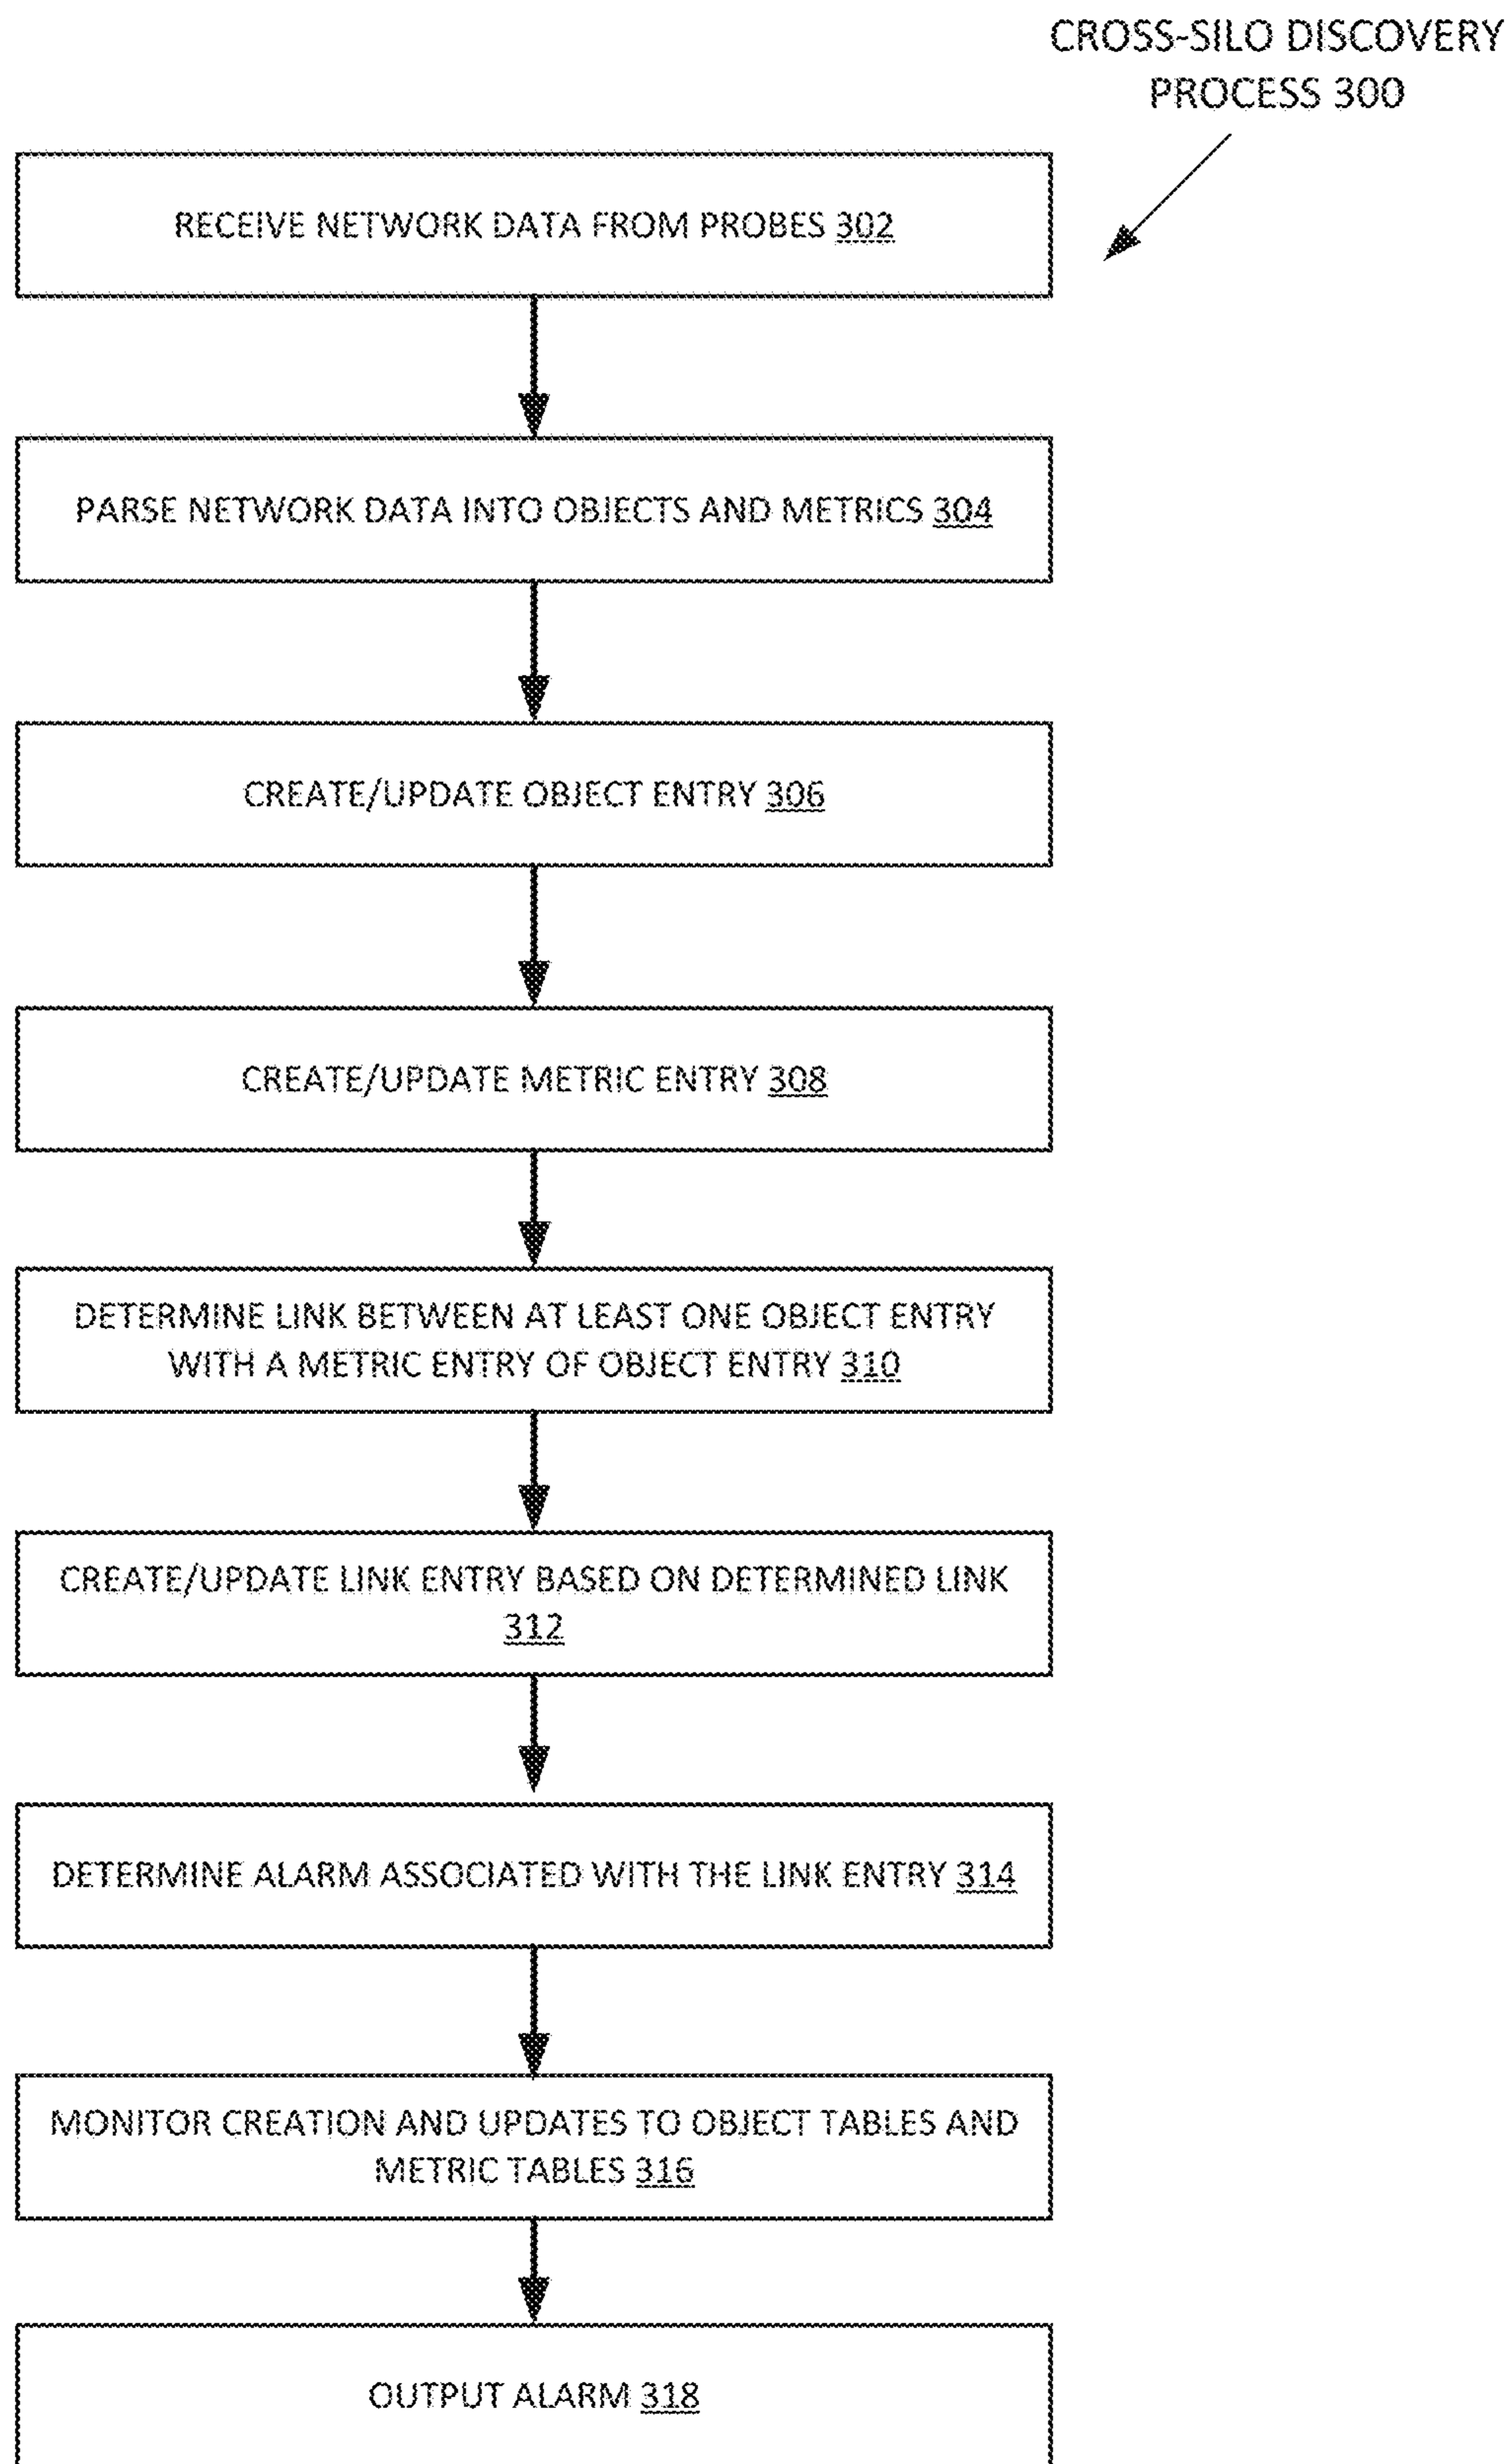 CROSS-SILO DISCOVERY
PROCESS 300
RECEIVE NETWORK DATA FROM PROBES 302
PARSE NETWORK DATA INTO OBJECTS AND METRICS 304
CREATE/UPDATE OBJECT ENTRY 306
CREATE/UPDATE METRIC ENTRY 308
DETERMINE LINK BETWEEN AT LEAST ONE OBJECT ENTRY
WITH A METRIC ENTRY OF OBJECT ENTRY 310
CREATE/UPDATE LINK ENTRY BASED ON DETERMINED LINK
312
DETERMINE ALARM ASSOCIATED WITH THE LINK ENTRY 314
MONITOR CREATION AND UPDATES TO OBJECT TABLES AND
METRIC TABLES 316
OUTPUT ALARM 318